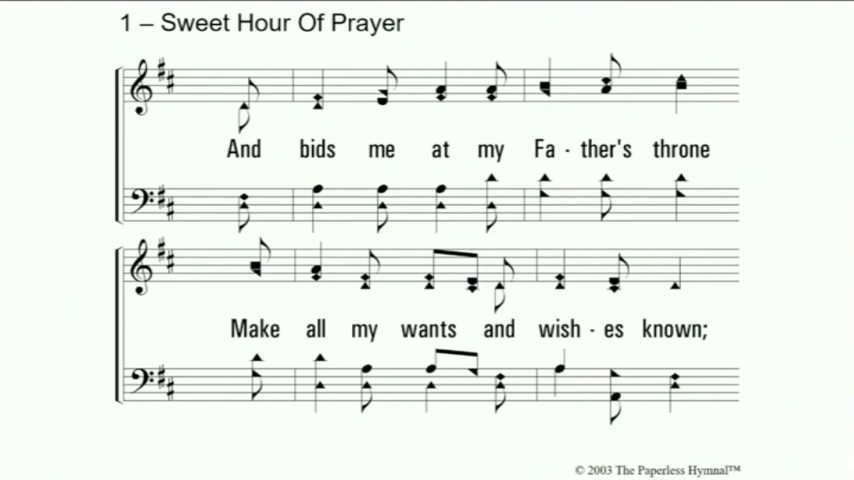 1 – Sweet Hour Of Prayer
And bids me at my Fa - ther's throne
Make all my wants and wish - es known;
© 2003 The Paperless Hymnal™